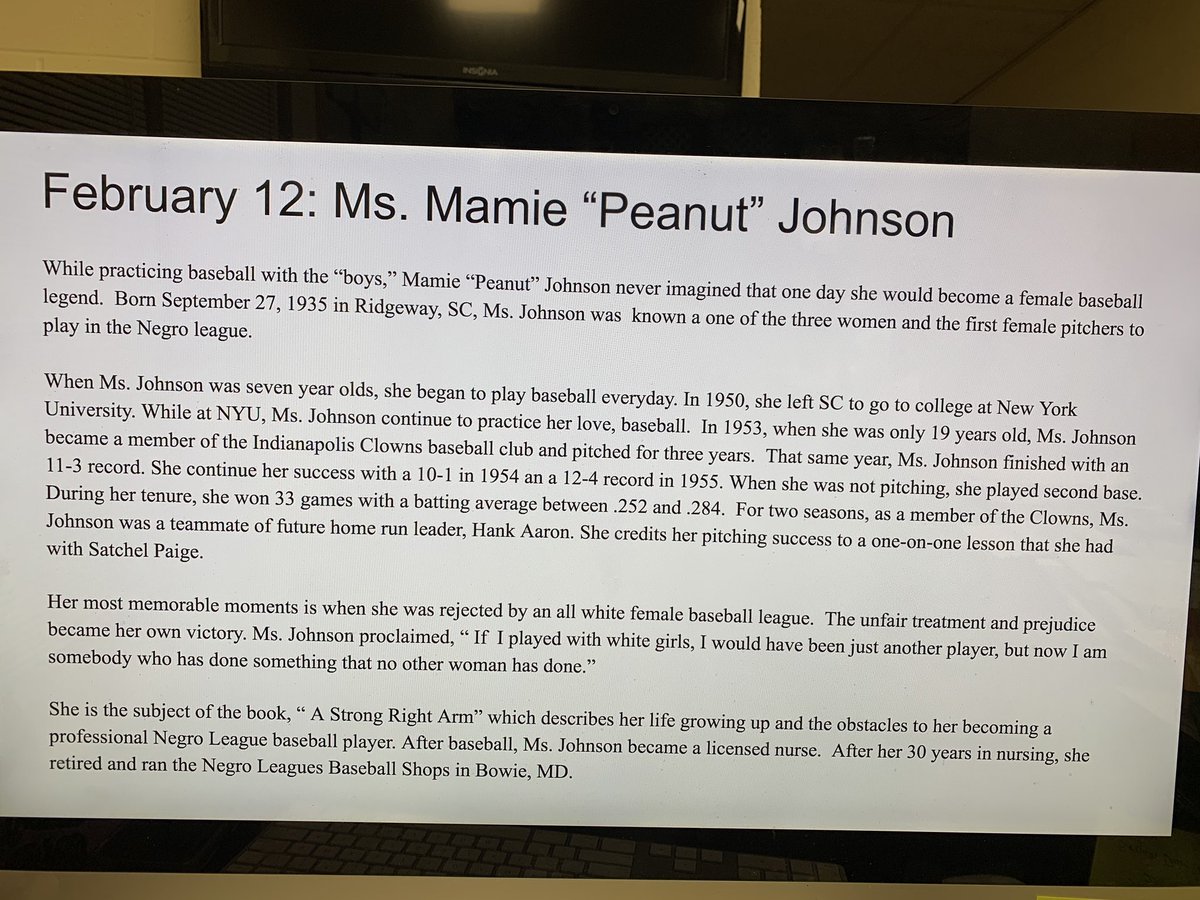 INSIGNIA
February 12: Ms. Mamie “Peanut” Johnson
While practicing baseball with the “boys,” Mamie “Peanut” Johnson never imagined that one day she would become a female baseball
legend.  Born September 27, 1935 in Ridgeway, SC, Ms. Johnson was  known a one of the three women and the first female pitchers to
play in the Negro league.
When Ms. Johnson was seven year olds, she began to play baseball everyday. In 1950, she left SC to go to college at New York
University. While at NYU, Ms. Johnson continue to practice her love, baseball.  In 1953, when she was only 19 years old, Ms. Johnson
became a member of the Indianapolis Clowns baseball club and pitched for three years.  That same year, Ms. Johnson finished with an
11-3 record. She continue her success with a 10-1 in 1954 an a 12-4 record in 1955. When she was not pitching, she played second base.
During her tenure, she won 33 games with a batting average between .252 and .284.  For two seasons, as a member of the Clowns, Ms.
Johnson was a teammate of future home run leader, Hank Aaron. She credits her pitching success to a one-on-one lesson that she had
with Satchel Paige.
Her most memorable moments is when she was rejected by an all white female baseball league.  The unfair treatment and prejudice
became her own victory. Ms. Johnson proclaimed, “ If  I played with white girls, I would have been just another player, but now I am
somebody who has done something that no other woman has done.”
She is the subject of the book, “ A Strong Right Arm” which describes her life growing up and the obstacles to her becoming a
professional Negro League baseball player. After baseball, Ms. Johnson became a licensed nurse.  After her 30 years in nursing, she
retired and ran the Negro Leagues Baseball Shops in Bowie, MD.